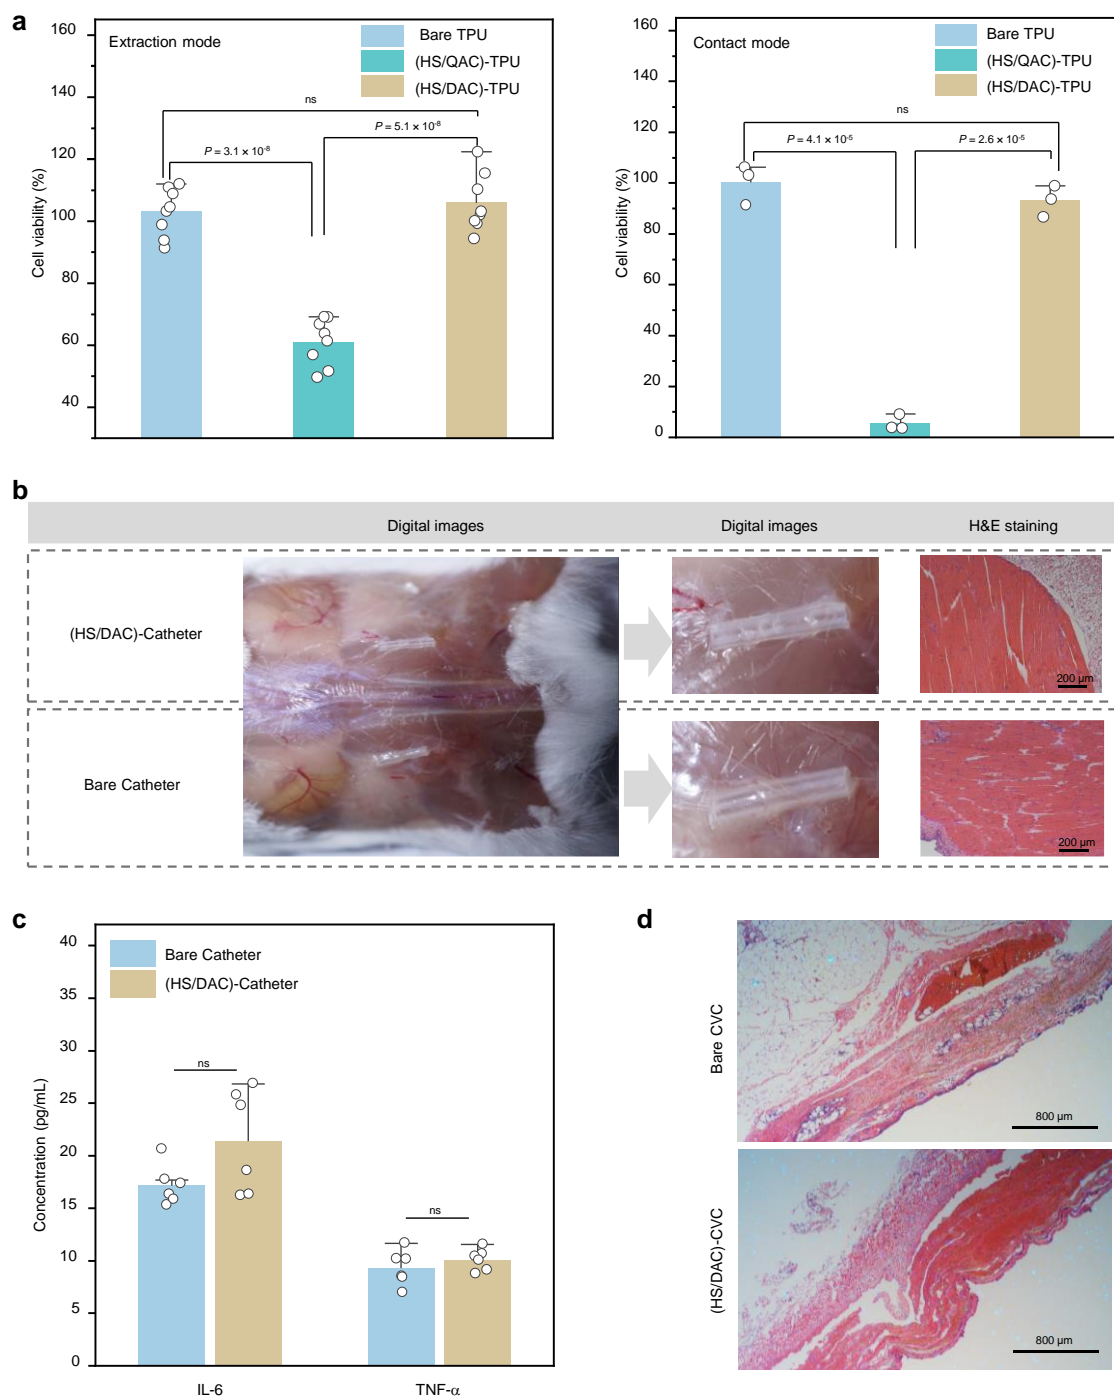 a
Extraction mode
Bare TPU
(HS/QAC)-TPU
(HS/DAC)-TPU
ns
P = 3.1 × 10-8
P = 5.1 × 10-8
Cell viability (%)
160
140
120
100
80
60
40
Contact mode
Bare TPU
(HS/QAC)-TPU
(HS/DAC)-TPU
ns
P = 4.1 × 10-5
P = 2.6 × 10-5
Cell viability (%)
160
140
120
100
80
60
40
20
0
b
Digital images
Digital images
H&E staining
(HS/DAC)-Catheter
200 μm
Bare Catheter
200 μm
c
Bare Catheter
(HS/DAC)-Catheter
ns
ns
Concentration (pg/mL)
40
35
30
25
20
15
10
5
0
IL-6
TNF-α
d
Bare CVC
800 μm
(HS/DAC)-CVC
800 μm